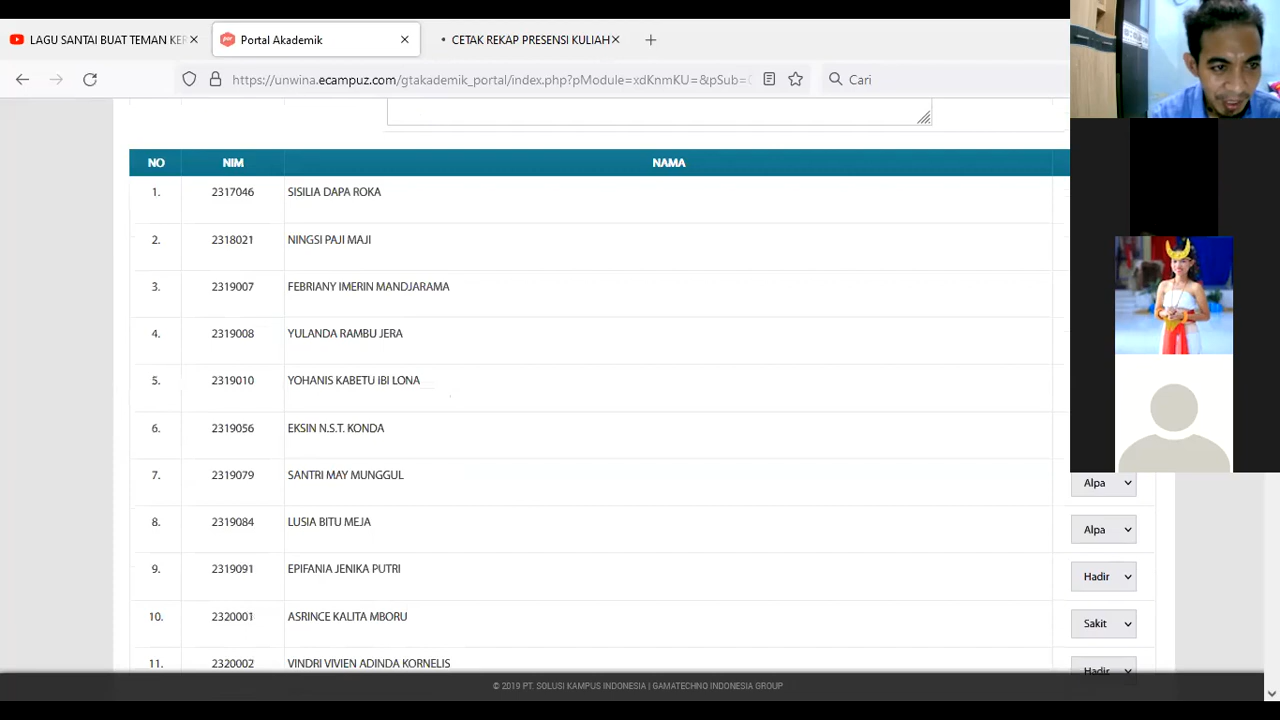 LAGU SANTAI BUAT TEMAN KER
Portal Akademik
CETAK REKAP PRESENSI KULIAH
https://unwina.ecampuz.com/gtakademik_portal/index.php?pModule=xdKnmKU=&pSub=
Cari
NO NIM NAMA
1. 2317046 SISILIA DAPA ROKA
2. 2318021 NINGSI PAJI MAJI
3. 2319007 FEBRIANY IMERIN MANDJARAMA
4. 2319008 YULANDA RAMBU JERA
5. 2319010 YOHANIS KABETU IBI LONA
6. 2319056 EKSIN N.S.T. KONDA
7. 2319079 SANTRI MAY MUNGGUL Alpa
8. 2319084 LUSIA BITU MEJA Alpa
9. 2319091 EPIFANIA JENIKA PUTRI Hadir
10. 2320001 ASRINCE KALITA MBORU Sakit
11. 2320002 VINDRI VIVIEN ADINDA KORNELIS Hadir
© 2019 PT. SOLUSI KAMPUS INDONESIA | GAMATECHNO INDONESIA GROUP